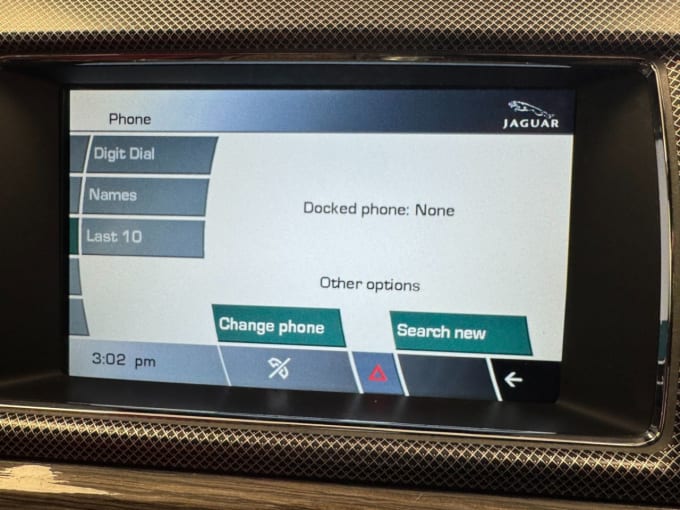 Phone
JAGUAR
Digit Dial
Names
Last 10
Docked phone: None
Other options
Change phone
Search new
3:02 pm